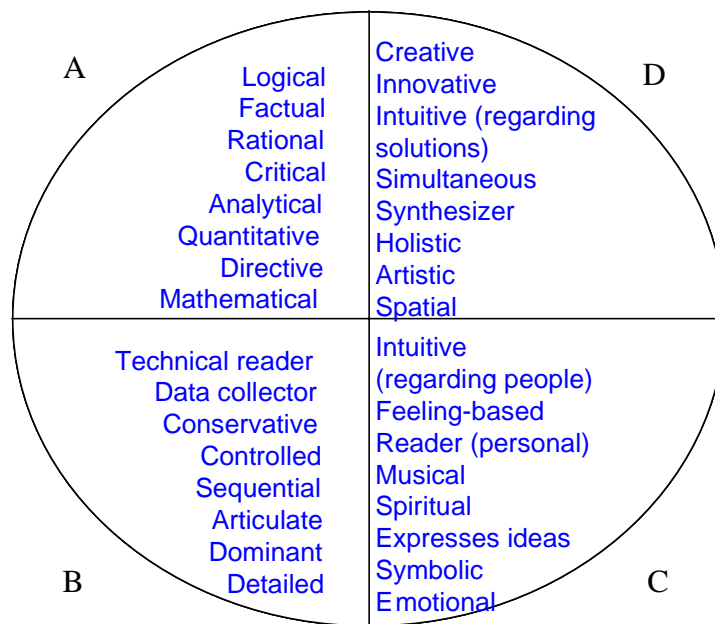 A
Logical
Factual
Rational
Critical
Analytical
Quantitative
Directive
Mathematical
D
Creative
Innovative
Intuitive (regarding
solutions)
Simultaneous
Synthesizer
Holistic
Artistic
Spatial
B
Technical reader
Data collector
Conservative
Controlled
Sequential
Articulate
Dominant
Detailed
C
Intuitive
(regarding people)
Feeling-based
Reader (personal)
Musical
Spiritual
Expresses ideas
Symbolic
Emotional